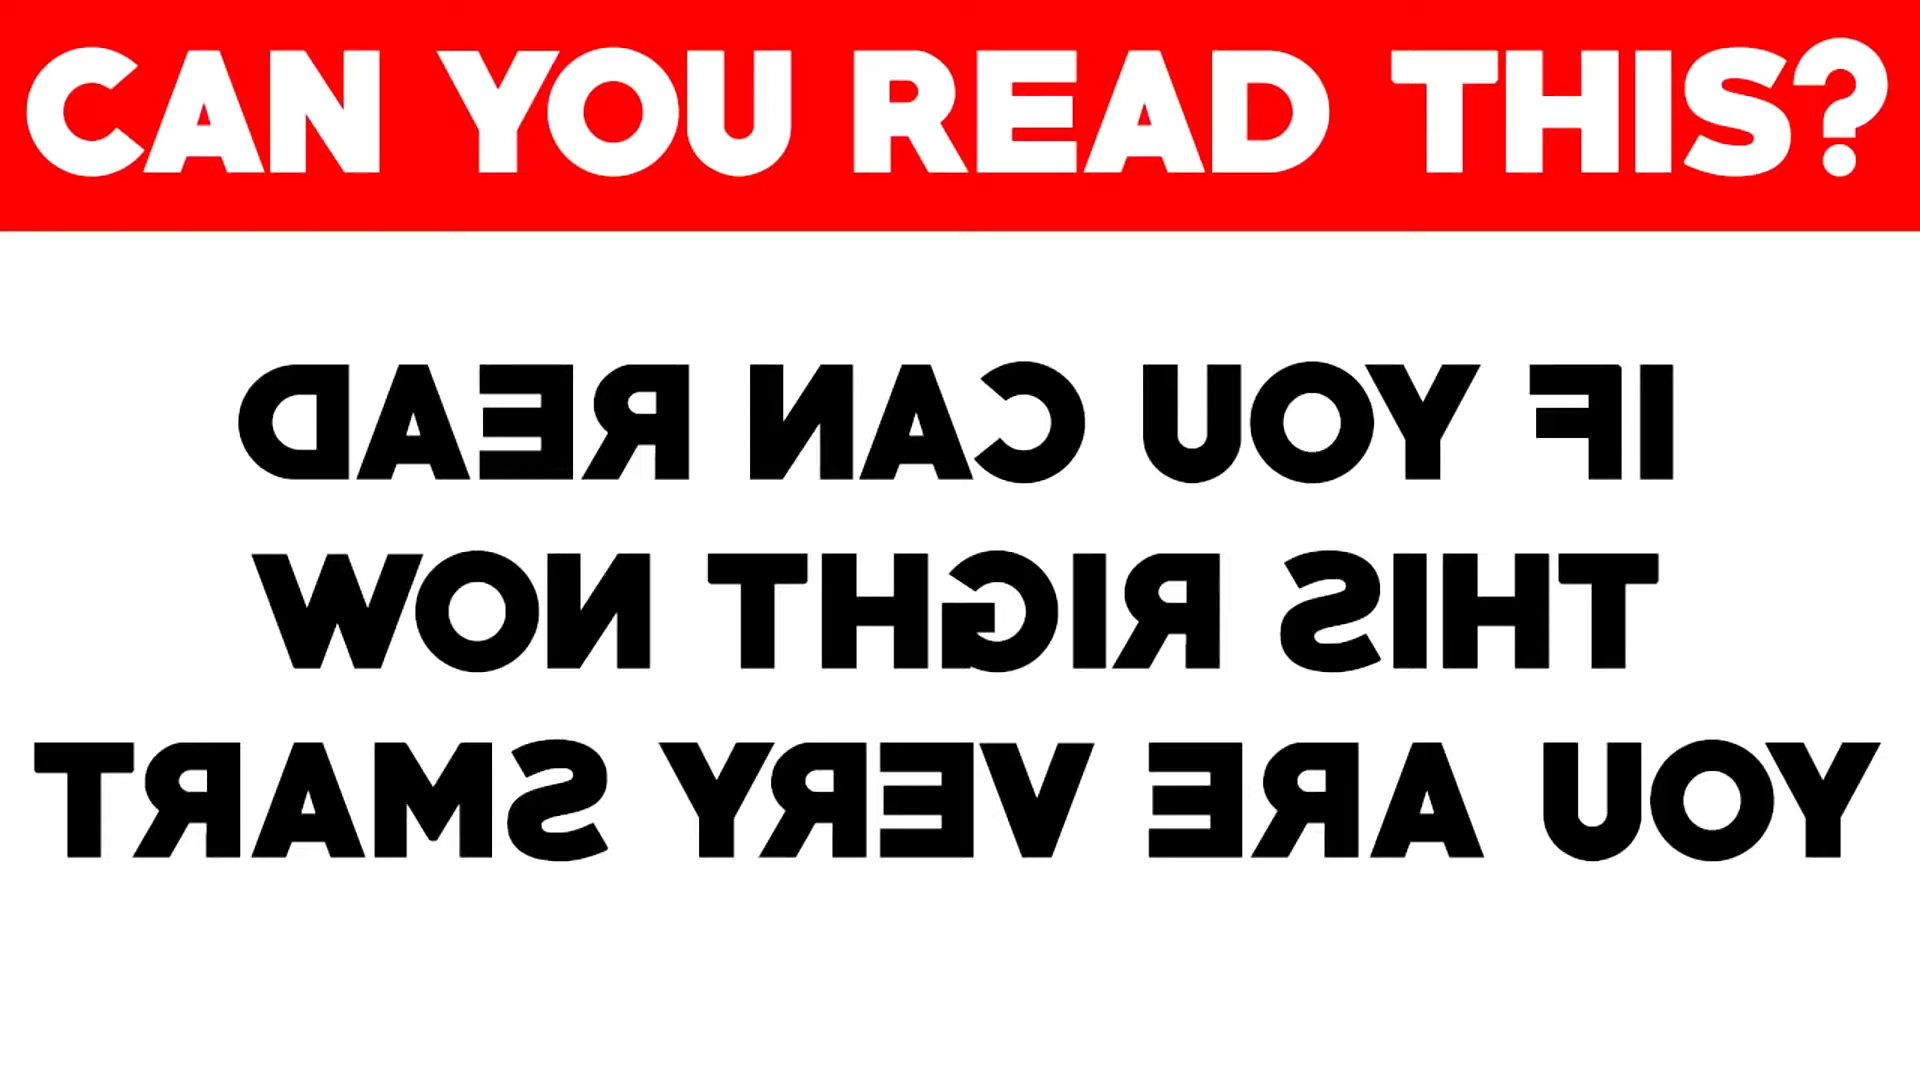 CAN YOU READ THIS?
IF YOU CAN READ
THIS RIGHT NOW
YOU ARE VERY SMART